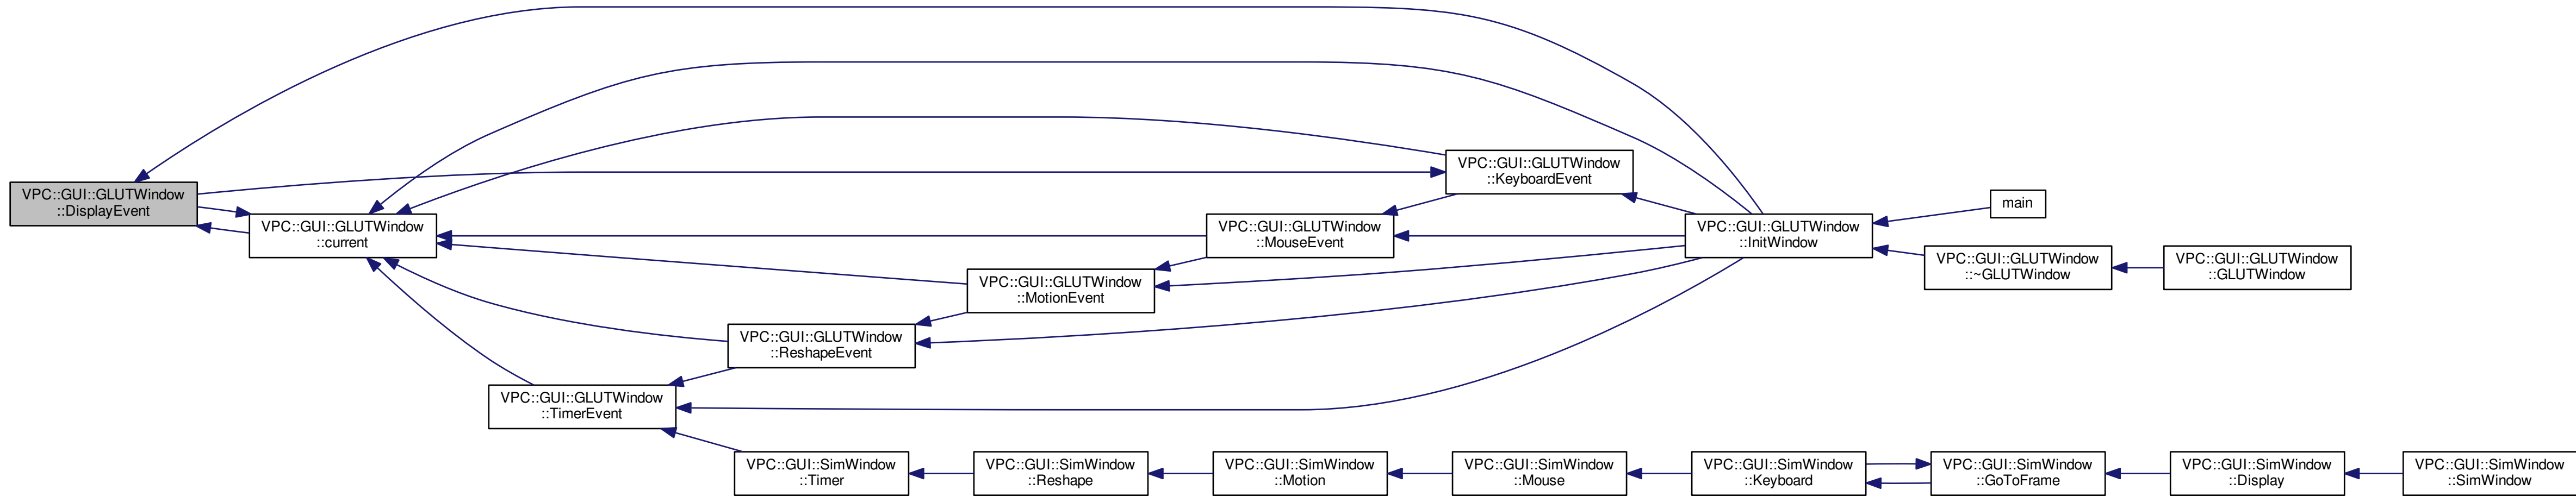 VPC::GUI::GLUTWindow
::DisplayEvent
VPC::GUI::GLUTWindow
::current
VPC::GUI::GLUTWindow
::KeyboardEvent
VPC::GUI::GLUTWindow
::MouseEvent
VPC::GUI::GLUTWindow
::MotionEvent
VPC::GUI::GLUTWindow
::ReshapeEvent
VPC::GUI::GLUTWindow
::TimerEvent
VPC::GUI::GLUTWindow
::InitWindow
main
VPC::GUI::GLUTWindow
::~GLUTWindow
VPC::GUI::GLUTWindow
::GLUTWindow
VPC::GUI::SimWindow
::Timer
VPC::GUI::SimWindow
::Reshape
VPC::GUI::SimWindow
::Motion
VPC::GUI::SimWindow
::Mouse
VPC::GUI::SimWindow
::Keyboard
VPC::GUI::SimWindow
::GoToFrame
VPC::GUI::SimWindow
::Display
VPC::GUI::SimWindow
::SimWindow